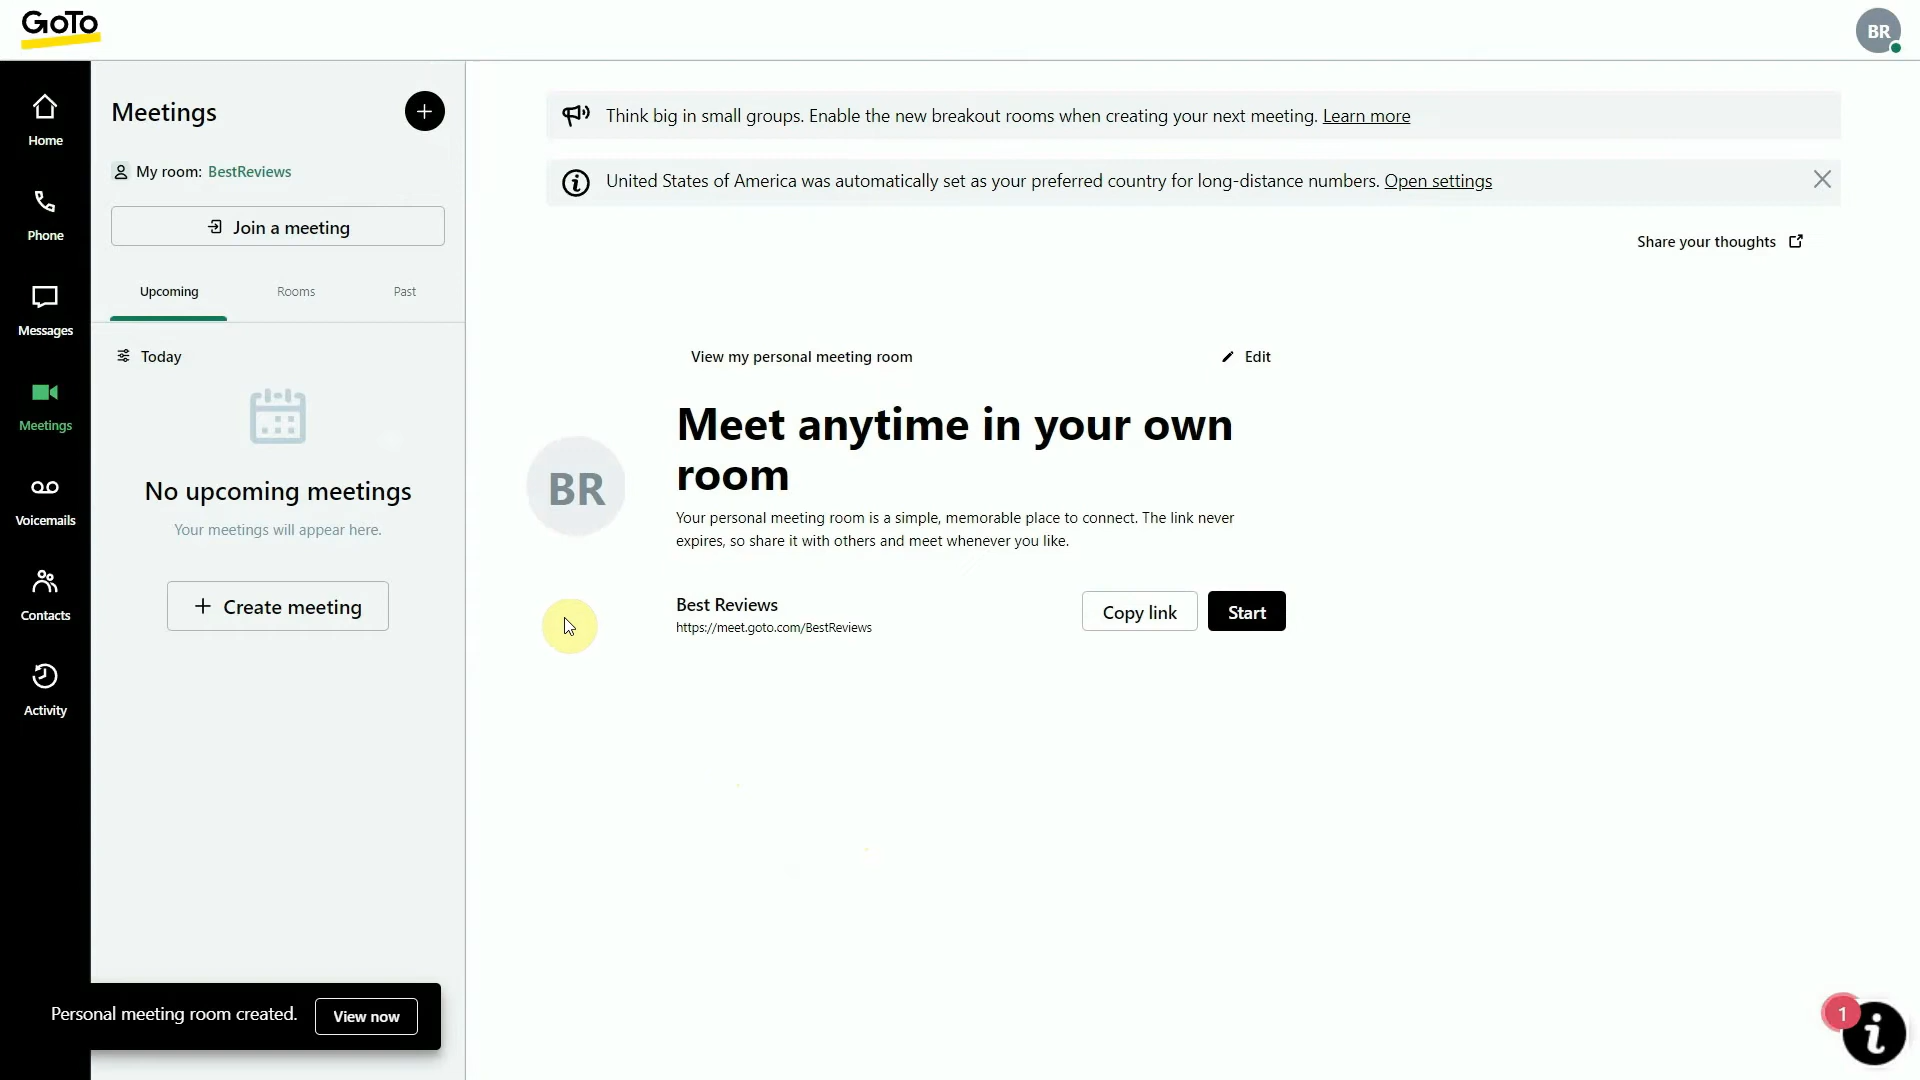 GoTo
BR
Home
Phone
Messages
Meetings
Voicemails
Contacts
Activity
Meetings
My room: BestReviews
Join a meeting
Upcoming
Rooms
Past
Today
No upcoming meetings
Your meetings will appear here.
Create meeting
Personal meeting room created.
View now
Think big in small groups. Enable the new breakout rooms when creating your next meeting. Learn more
United States of America was automatically set as your preferred country for long-distance numbers. Open settings
Share your thoughts
View my personal meeting room
Edit
BR
Meet anytime in your own
room
Your personal meeting room is a simple, memorable place to connect. The link never
expires, so share it with others and meet whenever you like.
Best Reviews
https://meet.goto.com/BestReviews
Copy link
Start
1